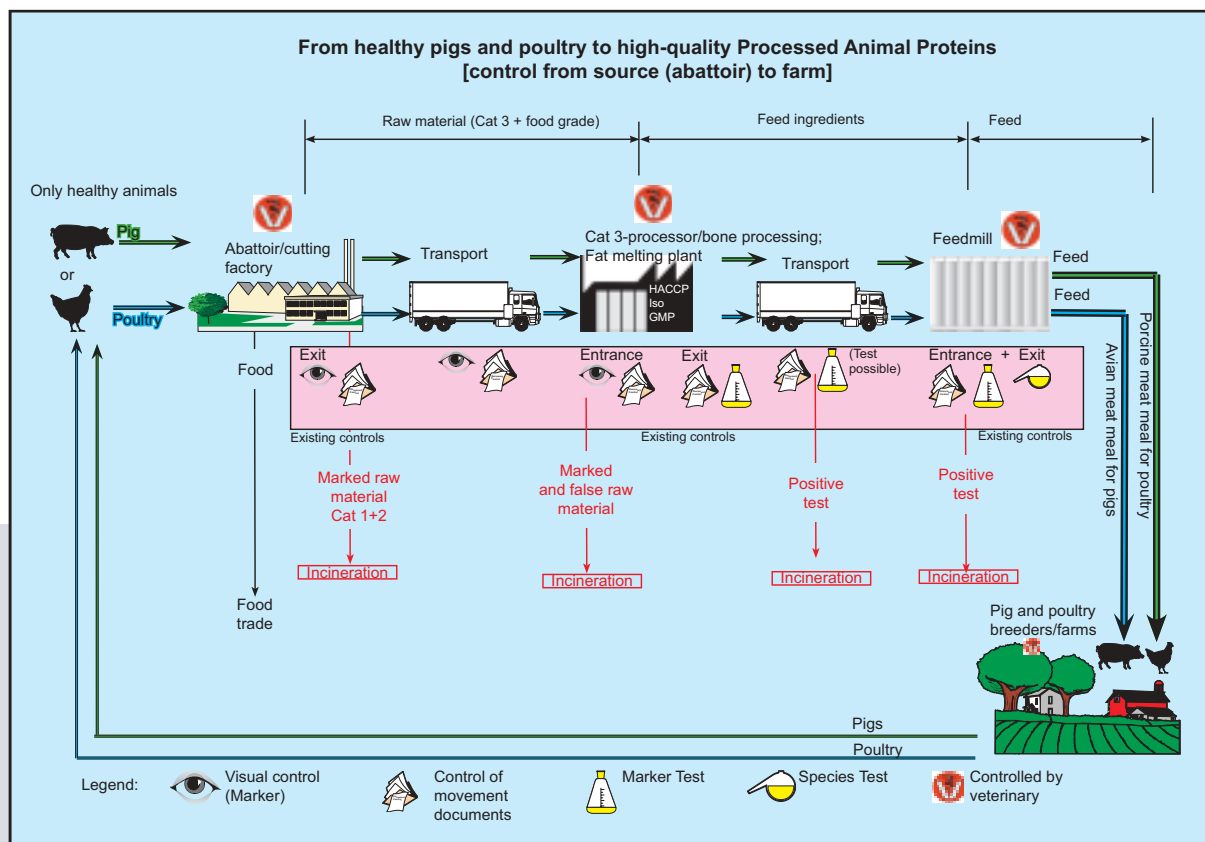 From healthy pigs and poultry to high-quality Processed Animal Proteins
[control from source (abattoir) to farm]
Raw material (Cat 3 + food grade)
Feed ingredients
Feed
Only healthy animals
Pig
or
Poultry
Abattoir/cutting
factory
Transport
Cat 3-processor/bone processing;
Fat melting plant
HACCP
Iso
GMP
Transport
Feedmill
Feed
Feed
Food
Exit
Entrance
Exit
(Test
possible)
Entrance + Exit
Existing controls
Existing controls
Existing controls
Marked raw
material
Cat 1+2
Incineration
Marked
and false raw
material
Incineration
Positive
test
Incineration
Positive
test
Incineration
Avian meat meal for pigs
Porcine meat meal for poultry
Food
trade
Pig and poultry
breeders/farms
Pigs
Poultry
Legend:
Visual control
(Marker)
Control of
movement
documents
Marker Test
Species Test
Controlled by
veterinary